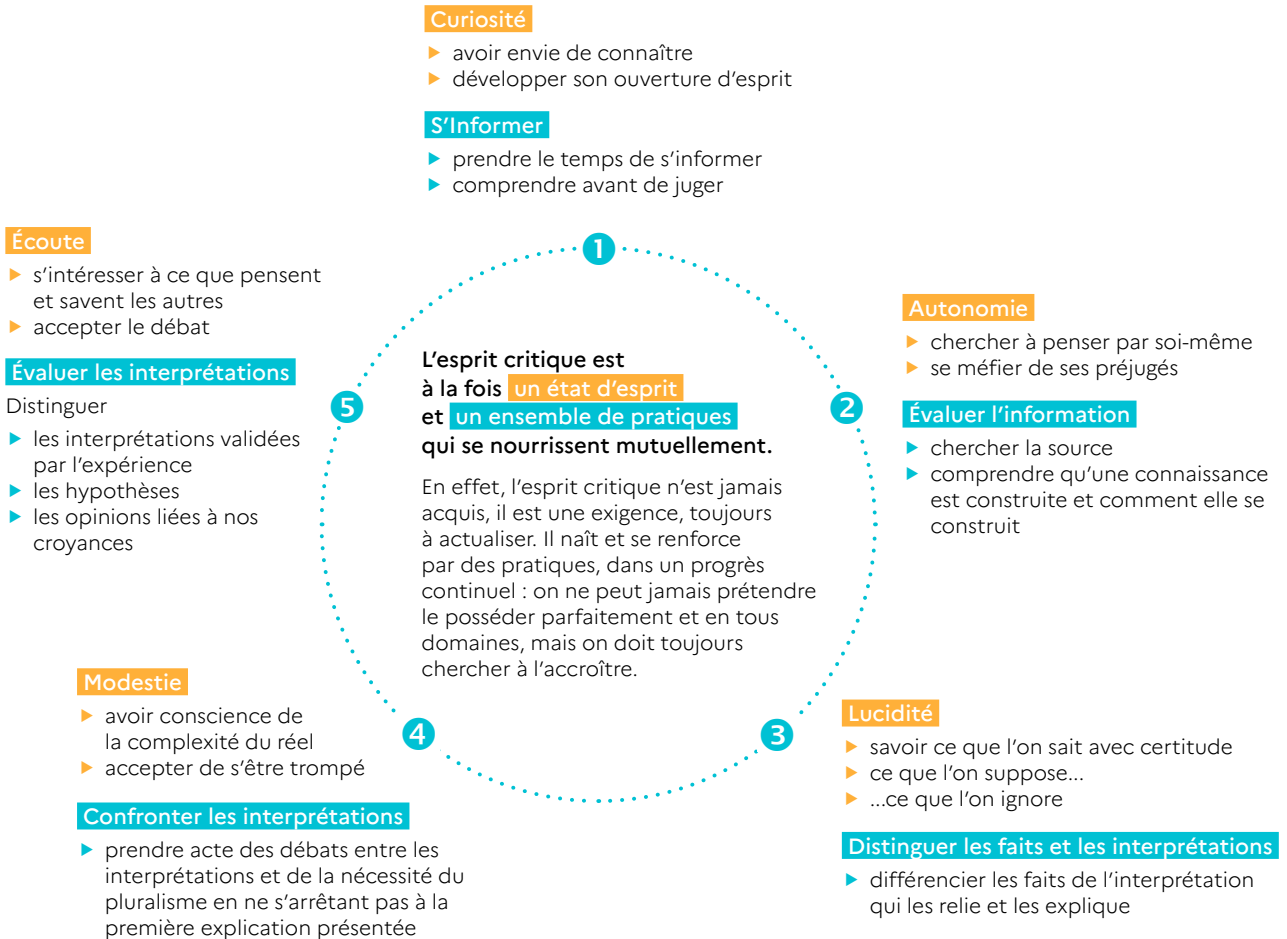 Curiosité
avoir envie de connaître
développer son ouverture d'esprit
S'Informer
prendre le temps de s'informer
comprendre avant de juger
1
Autonomie
chercher à penser par soi-même
se méfier de ses préjugés
Évaluer l'information
chercher la source
comprendre qu'une connaissance
est construite et comment elle se
construit
2
Lucidité
savoir ce que l'on sait avec certitude
ce que l'on suppose...
...ce que l'on ignore
Distinguer les faits et les interprétations
différencier les faits de l'interprétation
qui les relie et les explique
3
Modestie
avoir conscience de
la complexité du réel
accepter de s'être trompé
Confronter les interprétations
prendre acte des débats entre les
interprétations et de la nécessité du
pluralisme en ne s'arrêtant pas à la
première explication présentée
4
Écoute
s'intéresser à ce que pensent
et savent les autres
accepter le débat
Évaluer les interprétations
Distinguer
les interprétations validées
par l'expérience
les hypothèses
les opinions liées à nos
croyances
5
L'esprit critique est
à la fois un état d'esprit
et un ensemble de pratiques
qui se nourrissent mutuellement.
En effet, l'esprit critique n'est jamais
acquis, il est une exigence, toujours
à actualiser. Il naît et se renforce
par des pratiques, dans un progrès
continuel : on ne peut jamais prétendre
le posséder parfaitement et en tous
domaines, mais on doit toujours
chercher à l'accroître.